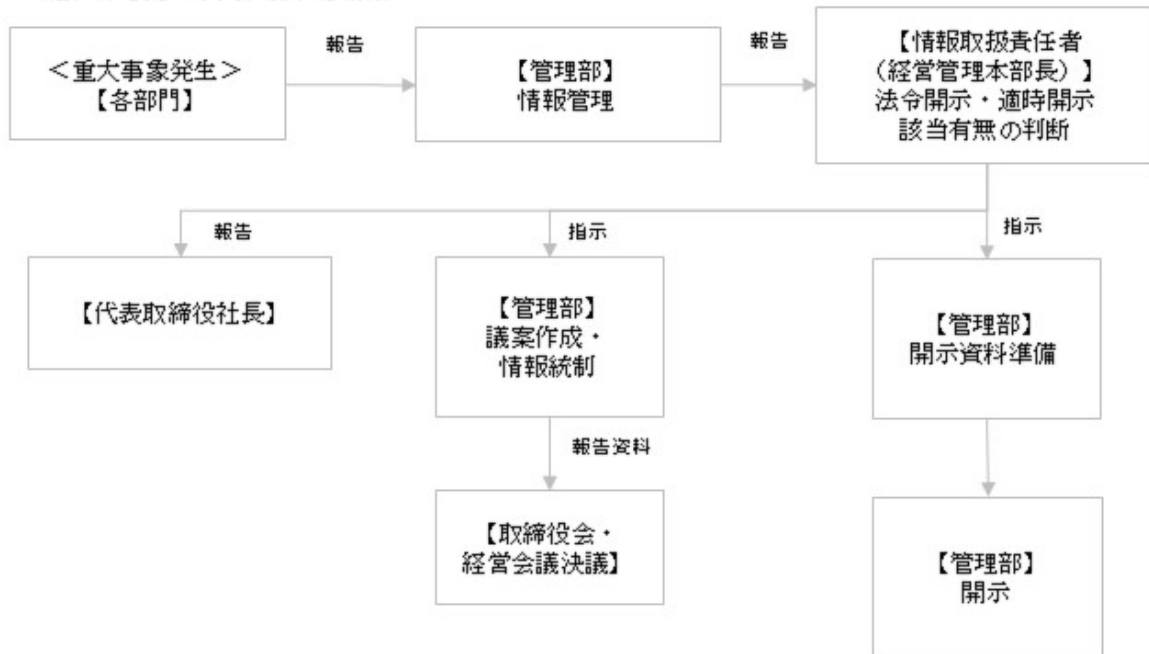 報告
報告
<重大事象発生>
【各部門】
【管理部】
情報管理
【情報取扱責任者
(経営管理本部長)】
法令開示・適時開示
該当有無の判断
報告
指示
指示
【代表取締役社長】
【管理部】
議案作成・
情報統制
【管理部】
開示資料準備
報告資料
【取締役会・
経営会議決議】
【管理部】
開示